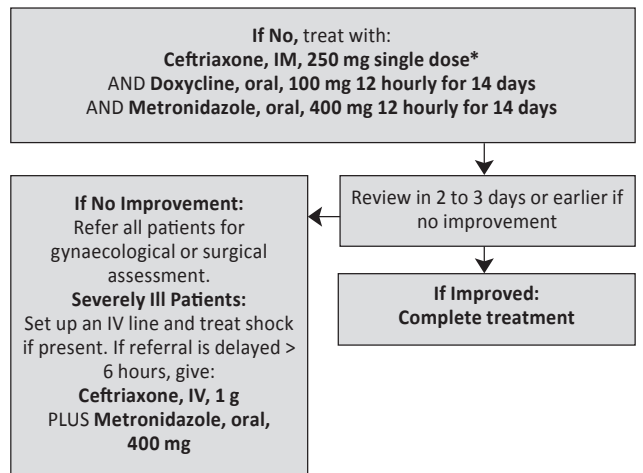 If No, treat with:
Ceftriaxone, IM, 250 mg single dose*
AND Doxycline, oral, 100 mg 12 hourly for 14 days
AND Metronidazole, oral, 400 mg 12 hourly for 14 days
Review in 2 to 3 days or earlier if
no improvement
If No Improvement:
Refer all patients for
gynaecological or surgical
assessment.
Severely Ill Patients:
Set up an IV line and treat shock
if present. If referral is delayed >
6 hours, give:
Ceftriaxone, IV, 1 g
PLUS Metronidazole, oral,
400 mg
If Improved:
Complete treatment